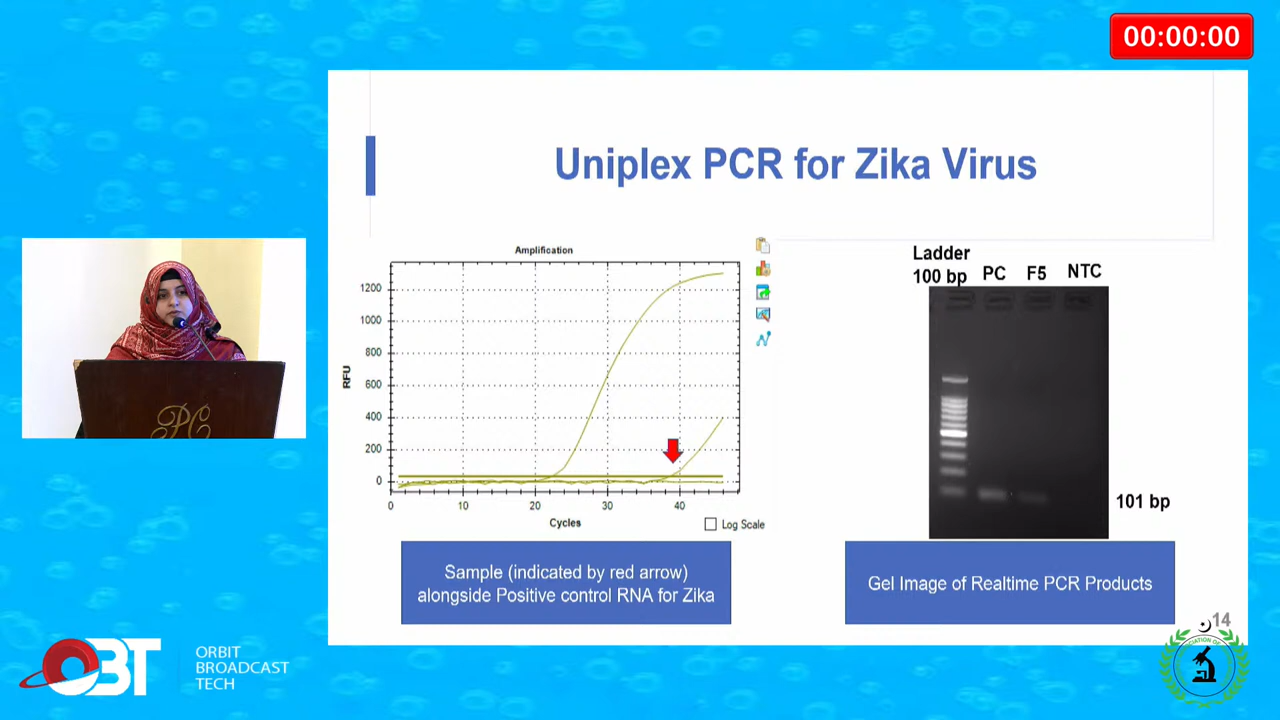 00:00:00
Uniplex PCR for Zika Virus
Amplification
1200
1000
800
600
400
200
0
RFU
0 10 20 30 40
Cycles
Log Scale
Ladder
100 bp PC F5 NTC
101 bp
Sample (indicated by red arrow)
alongside Positive control RNA for Zika
Gel Image of Realtime PCR Products
14
PC
OBT
ORBIT
BROADCAST
TECH